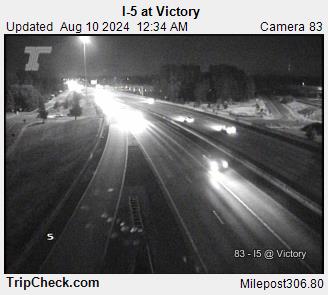 I-5 at Victory
Updated Aug 10 2024 12:34 AM Camera 83
T
S
83 - I5 @ Victory
TripCheck.com Milepost306.80